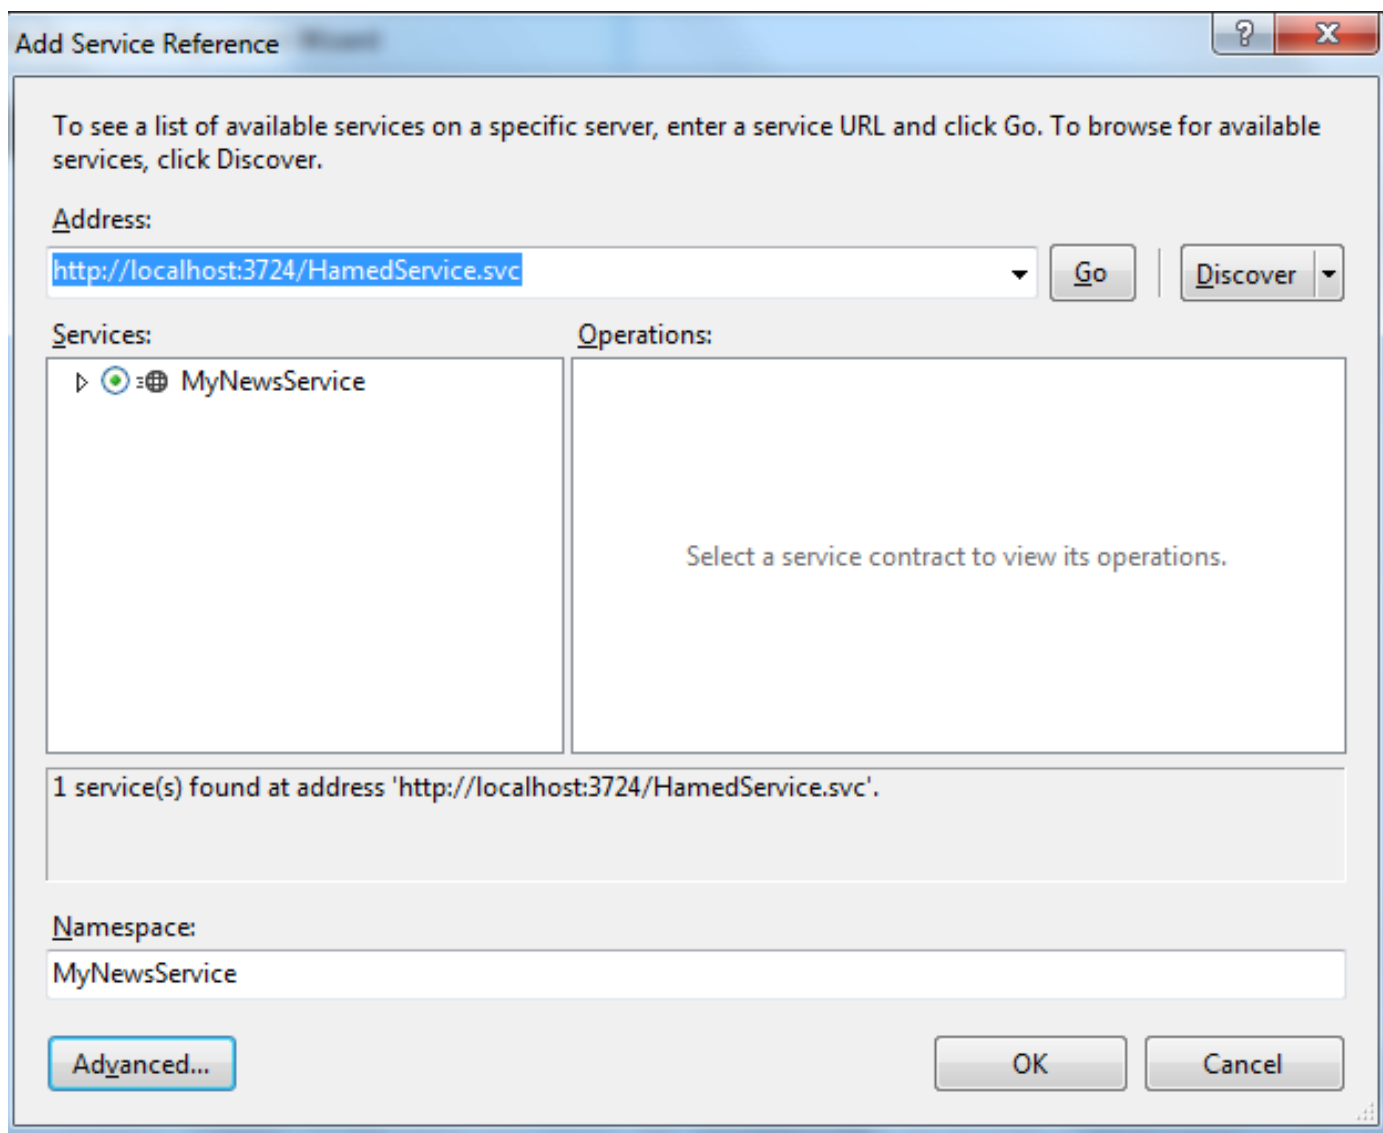 Add Service Reference
?
To see a list of available services on a specific server, enter a service URL and click Go. To browse for available
services, click Discover.
Address:
http://localhost:3724/HamedService.svc
Go
Discover
Services:
Operations:
MyNewsService
Select a service contract to view its operations.
1 service(s) found at address 'http://localhost:3724/HamedService.svc'.
Namespace:
MyNewsService
Advanced...
OK
Cancel